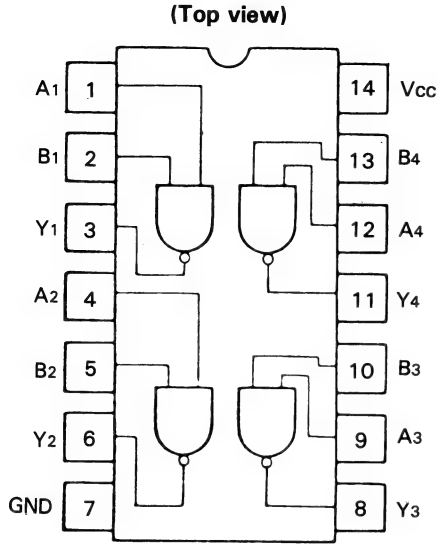 (Top view)
A1 1
B1 2
Y1 3
A2 4
B2 5
Y2 6
GND 7
14 Vcc
13 B4
12 A4
11 Y4
10 B3
9 A3
8 Y3